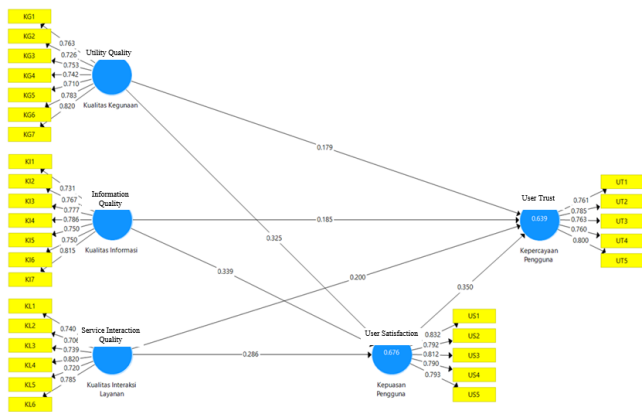 KG1
KG2
KG3
KG4
KG5
KG6
KG7
0.763
0.726
0.753
0.742
0.710
0.783
0.820
Utility Quality
Kualitas Kegunaan
KI1
KI2
KI3
KI4
KI5
KI6
KI7
0.731
0.767
0.777
0.786
0.750
0.750
0.815
Information
Quality
Kualitas Informasi
KL1
KL2
KL3
KL4
KL5
KL6
0.740
0.706
0.739
0.820
0.720
0.785
Service Interaction
Quality
Kualitas Interaksi
Layanan
0.179
0.185
0.325
0.339
0.200
0.286
0.350
User Trust
0.639
Kepercayaan
Pengguna
0.761
0.785
0.763
0.760
0.800
UT1
UT2
UT3
UT4
UT5
User Satisfaction
0.676
Kepuasan
Pengguna
0.832
0.792
0.812
0.790
0.793
US1
US2
US3
US4
US5